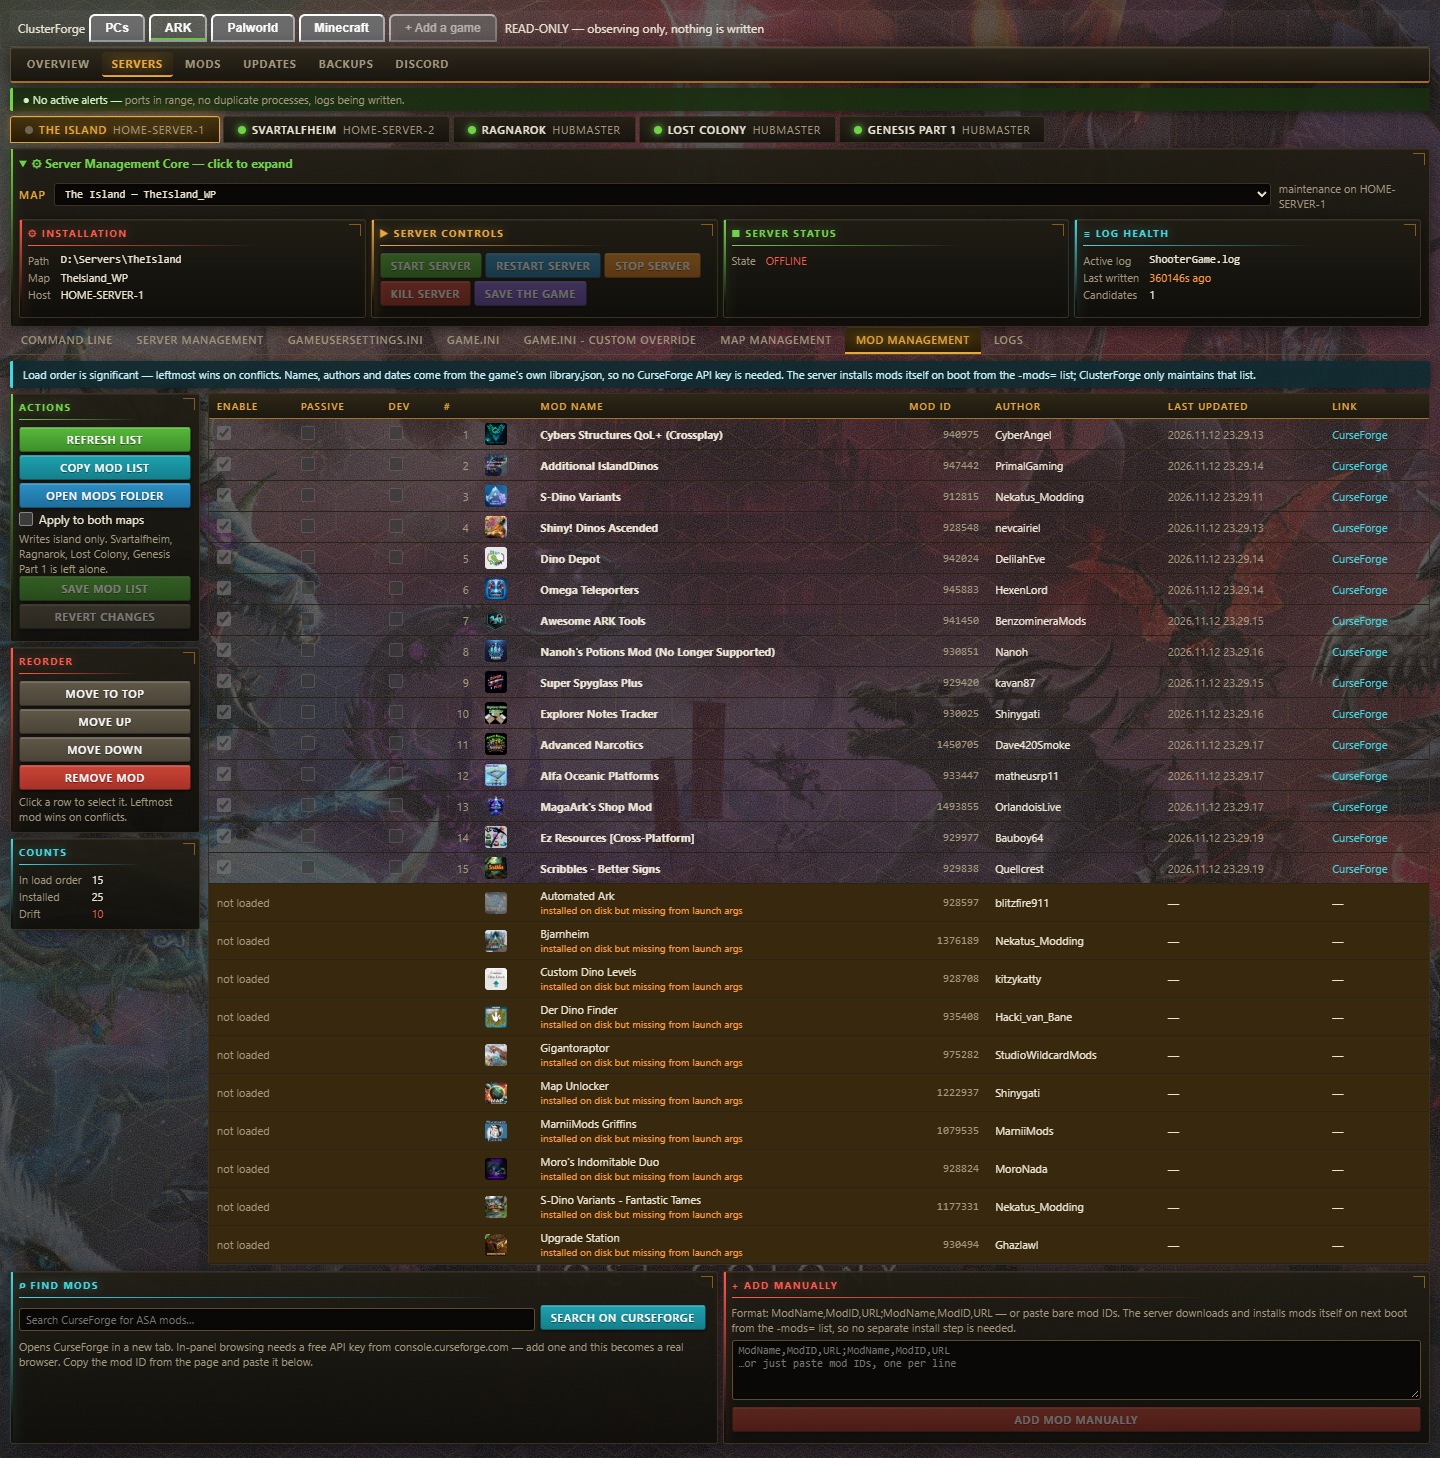 ClusterForge PCs ARK Palworld Minecraft + Add a game READ-ONLY — observing only, nothing is written
OVERVIEW SERVERS MODS UPDATES BACKUPS DISCORD
● No active alerts — ports in range, no duplicate processes, logs being written.
THE ISLAND HOME-SERVER-1 SVARTALFHEIM HOME-SERVER-2 RAGNAROK HUBMASTER LOST COLONY HUBMASTER GENESIS PART 1 HUBMASTER
▼ ⚙ Server Management Core — click to expand
MAP The Island — TheIsland_WP maintenance on HOME-
SERVER-1
⚙ INSTALLATION
Path D:\Servers\TheIsland
Map TheIsland_WP
Host HOME-SERVER-1
▶ SERVER CONTROLS
START SERVER RESTART SERVER STOP SERVER
KILL SERVER SAVE THE GAME
■ SERVER STATUS
State OFFLINE
≡ LOG HEALTH
Active log ShooterGame.log
Last written 360146s ago
Candidates 1
COMMAND LINE SERVER MANAGEMENT GAMEUSERSETTINGS.INI GAME.INI GAME.INI - CUSTOM OVERRIDE MAP MANAGEMENT MOD MANAGEMENT LOGS
Load order is significant — leftmost wins on conflicts. Names, authors and dates come from the game's own library.json, so no CurseForge API key is needed. The server installs mods itself on boot from the -mods= list; ClusterForge only maintains that list.
ACTIONS
REFRESH LIST
COPY MOD LIST
OPEN MODS FOLDER
Apply to both maps
Writes island only. Svartalfheim,
Ragnarok, Lost Colony, Genesis
Part 1 is left alone.
SAVE MOD LIST
REVERT CHANGES
REORDER
MOVE TO TOP
MOVE UP
MOVE DOWN
REMOVE MOD
Click a row to select it. Leftmost
mod wins on conflicts.
COUNTS
In load order 15
Installed 25
Drift 10
ENABLE PASSIVE DEV # MOD NAME MOD ID AUTHOR LAST UPDATED LINK
1 Cybers Structures QoL+ (Crossplay) 940975 CyberAngel 2026.11.12 23.29.13 CurseForge
2 Additional IslandDinos 947442 PrimalGaming 2026.11.12 23.29.14 CurseForge
3 S-Dino Variants 912815 Nekatus_Modding 2026.11.12 23.29.11 CurseForge
4 Shiny! Dinos Ascended 928548 nevcairiel 2026.11.12 23.29.13 CurseForge
5 Dino Depot 942024 DelilahEve 2026.11.12 23.29.14 CurseForge
6 Omega Teleporters 945883 HexenLord 2026.11.12 23.29.14 CurseForge
7 Awesome ARK Tools 941450 BenzomineraMods 2026.11.12 23.29.15 CurseForge
8 Nanoh's Potions Mod (No Longer Supported) 930851 Nanoh 2026.11.12 23.29.16 CurseForge
9 Super Spyglass Plus 929420 kavan87 2026.11.12 23.29.15 CurseForge
10 Explorer Notes Tracker 930025 Shinygati 2026.11.12 23.29.16 CurseForge
11 Advanced Narcotics 1450705 Dave420Smoke 2026.11.12 23.29.17 CurseForge
12 Alfa Oceanic Platforms 933447 matheusrp11 2026.11.12 23.29.17 CurseForge
13 MagaArk's Shop Mod 1493855 OrlandoisLive 2026.11.12 23.29.17 CurseForge
14 Ez Resources [Cross-Platform] 929977 Bauboy64 2026.11.12 23.29.19 CurseForge
15 Scribbles - Better Signs 929838 Quellcrest 2026.11.12 23.29.19 CurseForge
not loaded Automated Ark 928597 blitzfire911 — —
installed on disk but missing from launch args
not loaded Bjarnheim 1376189 Nekatus_Modding — —
installed on disk but missing from launch args
not loaded Custom Dino Levels 928708 kitzykatty — —
installed on disk but missing from launch args
not loaded Der Dino Finder 935408 Hacki_van_Bane — —
installed on disk but missing from launch args
not loaded Gigantoraptor 975282 StudioWildcardMods — —
installed on disk but missing from launch args
not loaded Map Unlocker 1222937 Shinygati — —
installed on disk but missing from launch args
not loaded MarniiMods Griffins 1079535 MarniiMods — —
installed on disk but missing from launch args
not loaded Moro's Indomitable Duo 928824 MoroNada — —
installed on disk but missing from launch args
not loaded S-Dino Variants - Fantastic Tames 1177331 Nekatus_Modding — —
installed on disk but missing from launch args
not loaded Upgrade Station 930494 Ghazlawl — —
installed on disk but missing from launch args
LOST COLONY
⌕ FIND MODS
Search CurseForge for ASA mods... SEARCH ON CURSEFORGE
Opens CurseForge in a new tab. In-panel browsing needs a free API key from console.curseforge.com — add one and this becomes a real
browser. Copy the mod ID from the page and paste it below.
+ ADD MANUALLY
Format: ModName,ModID,URL;ModName,ModID,URL — or paste bare mod IDs. The server downloads and installs mods itself on next boot
from the -mods= list, so no separate install step is needed.
ModName,ModID,URL;ModName,ModID,URL
…or just paste mod IDs, one per line
ADD MOD MANUALLY